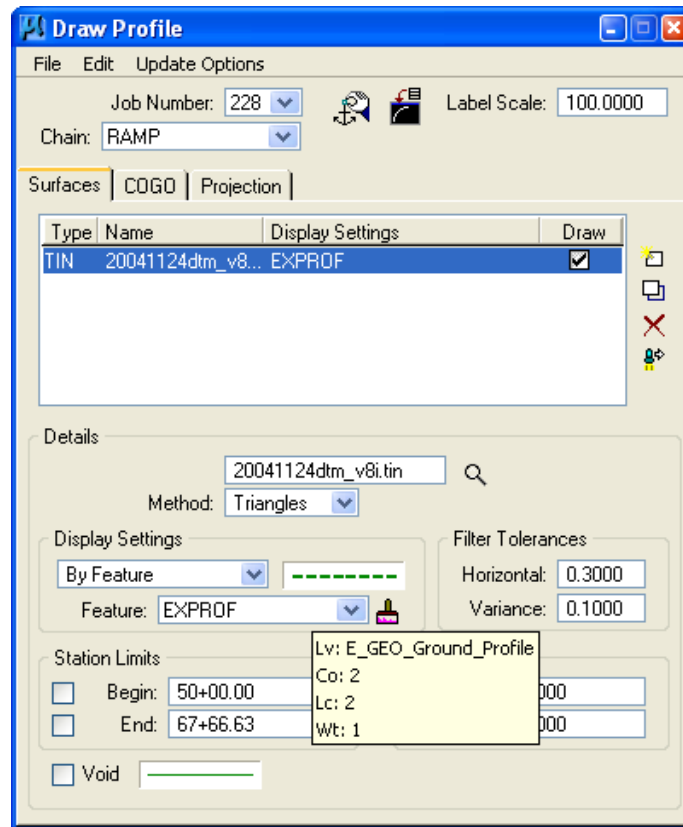 Draw Profile
File Edit Update Options
Job Number: 228 Label Scale: 100.0000
Chain: RAMP
Surfaces COGO Projection
Type Name Display Settings Draw
TIN 20041124dtm_v8... EXPROF
Details
20041124dtm_v8i.tin
Method: Triangles
Display Settings Filter Tolerances
By Feature Horizontal: 0.3000
Feature: EXPROF Variance: 0.1000
Lv: E_GEO_Ground_Profile
Co: 2
Lc: 2
Wt: 1
Station Limits
Begin: 50+00.00
End: 67+66.63
Void